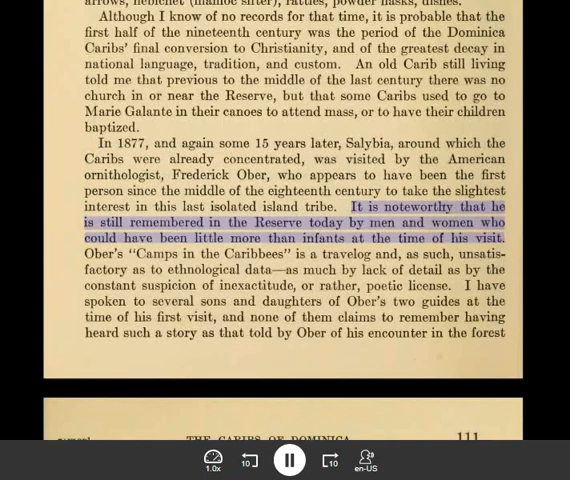 arrows, hebichet (manioc sifter), rattles, powder masks, dishes.
Although I know of no records for that time, it is probable that the
first half of the nineteenth century was the period of the Dominica
Caribs' final conversion to Christianity, and of the greatest decay in
national language, tradition, and custom. An old Carib still living
told me that previous to the middle of the last century there was no
church in or near the Reserve, but that some Caribs used to go to
Marie Galante in their canoes to attend mass, or to have their children
baptized.
In 1877, and again some 15 years later, Salybia, around which the
Caribs were already concentrated, was visited by the American
ornithologist, Frederick Ober, who appears to have been the first
person since the middle of the eighteenth century to take the slightest
interest in this last isolated island tribe. It is noteworthy that he
is still remembered in the Reserve today by men and women who
could have been little more than infants at the time of his visit.
Ober's "Camps in the Caribbees" is a travelog and, as such, unsatis-
factory as to ethnological data—as much by lack of detail as by the
constant suspicion of inexactitude, or rather, poetic license. I have
spoken to several sons and daughters of Ober's two guides at the
time of his first visit, and none of them claims to remember having
heard such a story as that told by Ober of his encounter in the forest
THE CARIBS OF DOMINICA 111
1.0x 10 10 en-US